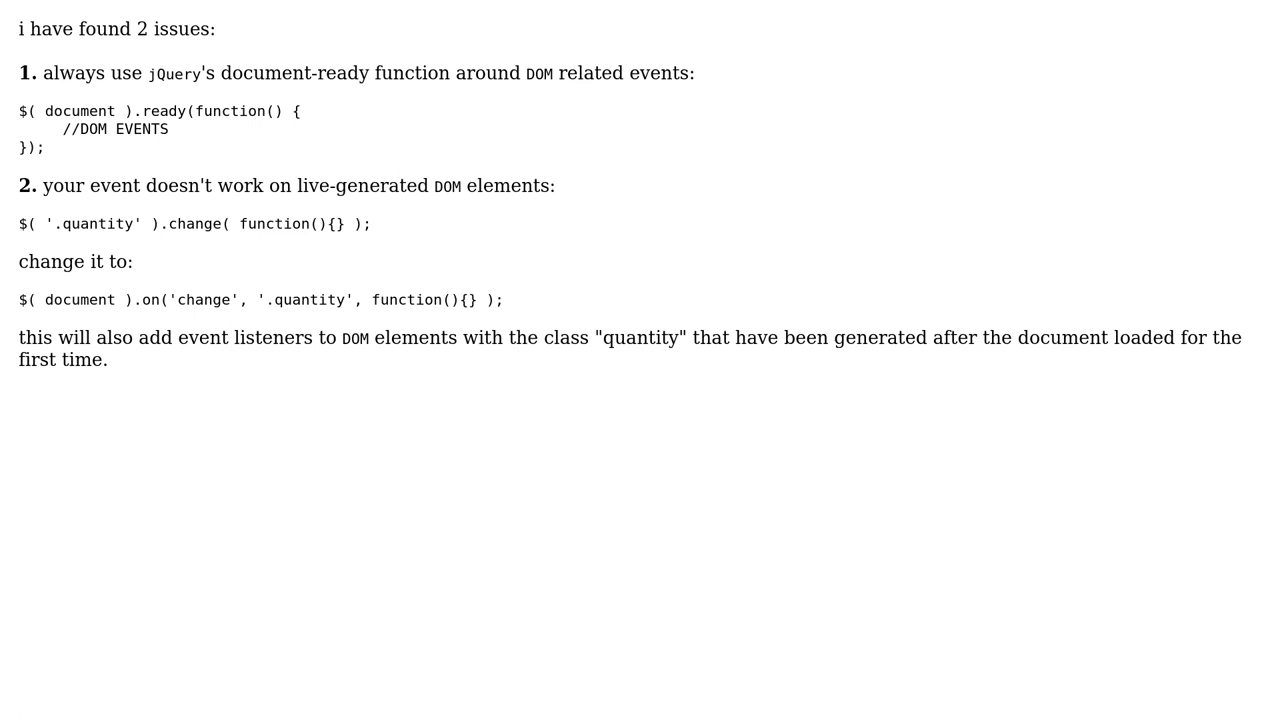 i have found 2 issues:
1. always use jQuery's document-ready function around DOM related events:
$( document ).ready(function() {
     //DOM EVENTS
});
2. your event doesn't work on live-generated DOM elements:
$( '.quantity' ).change( function(){} );
change it to:
$( document ).on('change', '.quantity', function(){} );
this will also add event listeners to DOM elements with the class "quantity" that have been generated after the document loaded for the
first time.